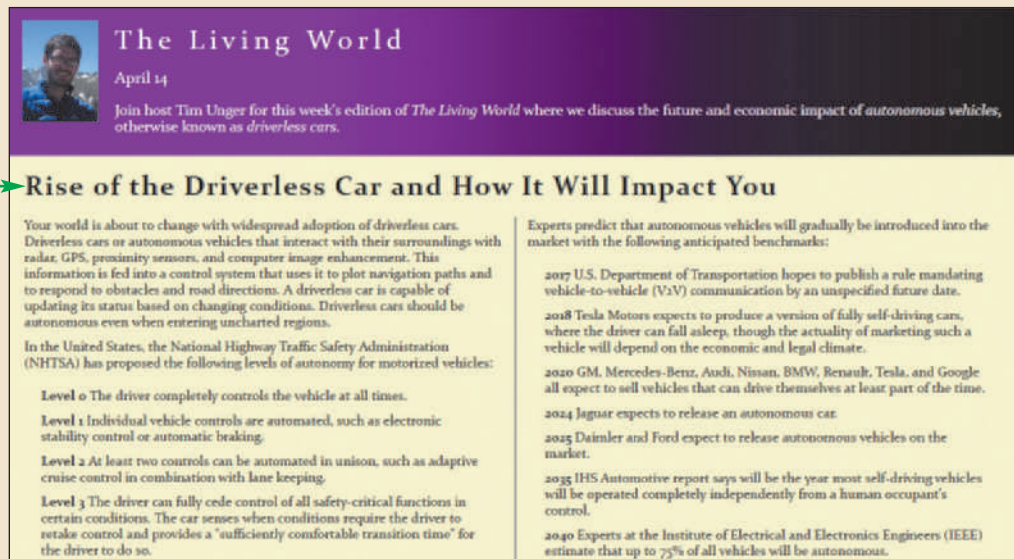 The Living World
April 14
Join host Tim Unger for this week's edition of The Living World where we discuss the future and economic impact of autonomous vehicles,
otherwise known as driverless cars.
Rise of the Driverless Car and How It Will Impact You
Your world is about to change with widespread adoption of driverless cars.
Driverless cars or autonomous vehicles that interact with their surroundings with
radar, GPS, proximity sensors, and computer image enhancement. This
information is fed into a control system that uses it to plot navigation paths and
to respond to obstacles and road directions. A driverless car is capable of
updating its status based on changing conditions. Driverless cars should be
autonomous even when entering uncharted regions.
In the United States, the National Highway Traffic Safety Administration
(NHTSA) has proposed the following levels of autonomy for motorized vehicles:
Level 0 The driver completely controls the vehicle at all times.
Level 1 Individual vehicle controls are automated, such as electronic
stability control or automatic braking.
Level 2 At least two controls can be automated in unison, such as adaptive
cruise control in combination with lane keeping.
Level 3 The driver can fully cede control of all safety-critical functions in
certain conditions. The car senses when conditions require the driver to
retake control and provides a "sufficiently comfortable transition time" for
the driver to do so.
Experts predict that autonomous vehicles will gradually be introduced into the
market with the following anticipated benchmarks:
2017 U.S. Department of Transportation hopes to publish a rule mandating
vehicle-to-vehicle (V2V) communication by an unspecified future date.
2018 Tesla Motors expects to produce a version of fully self-driving cars,
where the driver can fall asleep, though the actuality of marketing such a
vehicle will depend on the economic and legal climate.
2020 GM, Mercedes-Benz, Audi, Nissan, BMW, Renault, Tesla, and Google
all expect to sell vehicles that can drive themselves at least part of the time.
2024 Jaguar expects to release an autonomous car.
2025 Daimler and Ford expect to release autonomous vehicles on the
market.
2035 IHS Automotive report says will be the year most self-driving vehicles
will be operated completely independently from a human occupant's
control.
2040 Experts at the Institute of Electrical and Electronics Engineers (IEEE)
estimate that up to 75% of all vehicles will be autonomous.